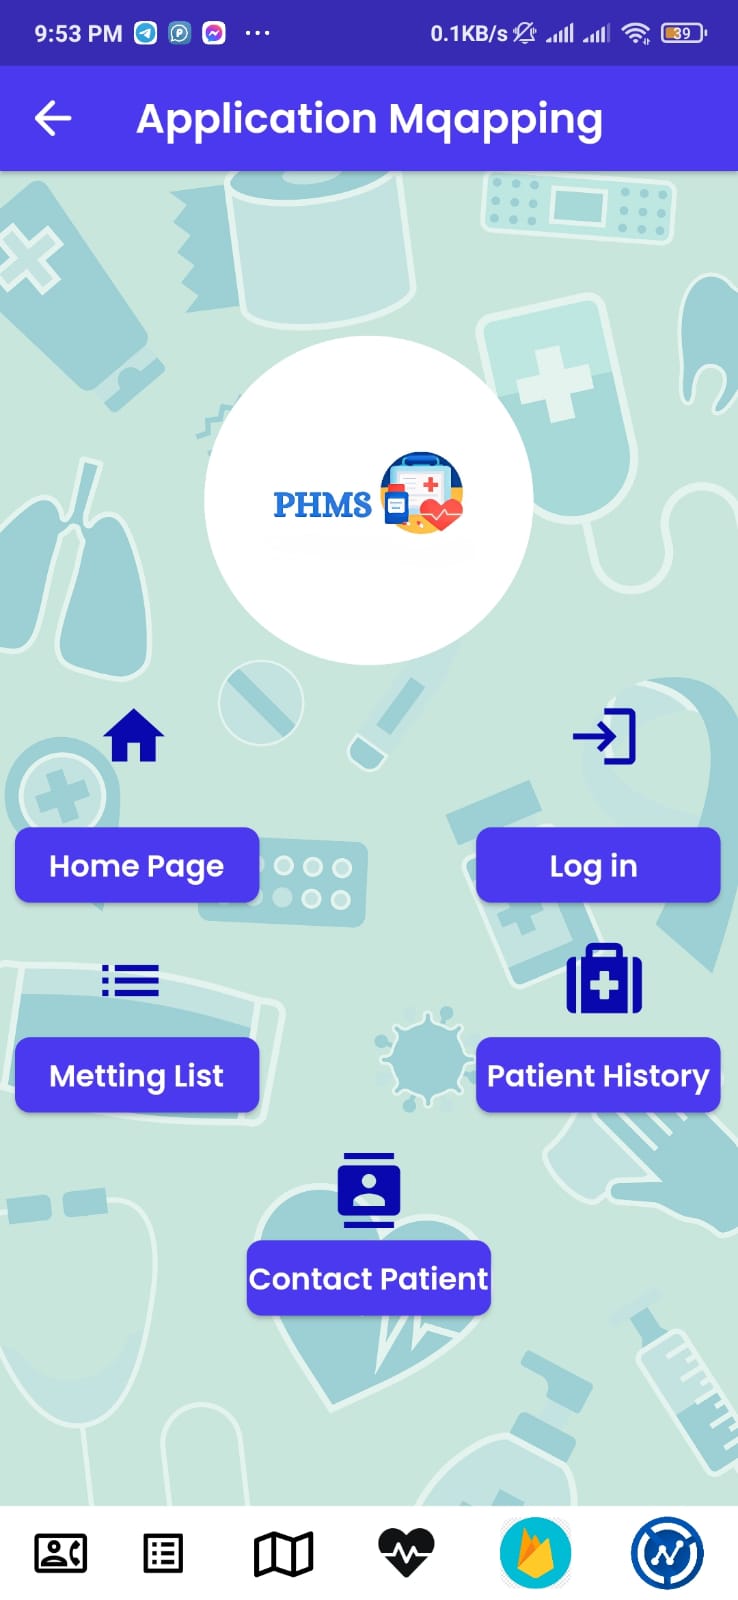 9:53 PM ... 0.1KB/s 39
Application Mqapping
PHMS
Home Page
Log in
Metting List
Patient History
Contact Patient